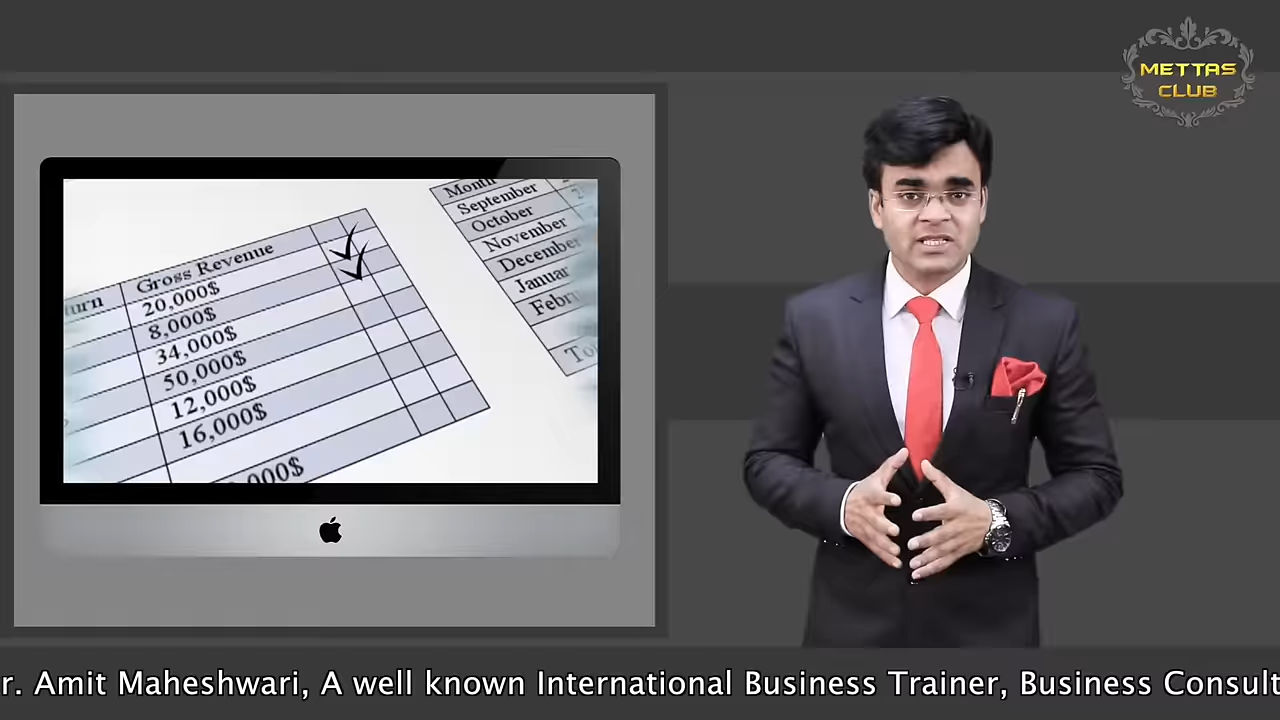 METTAS
CLUB
Gross Revenue
20,000$
8,000$
34,000$
50,000$
12,000$
16,000$
Month
September
October
November
December
r. Amit Maheshwari, A well known International Business Trainer, Business Consult